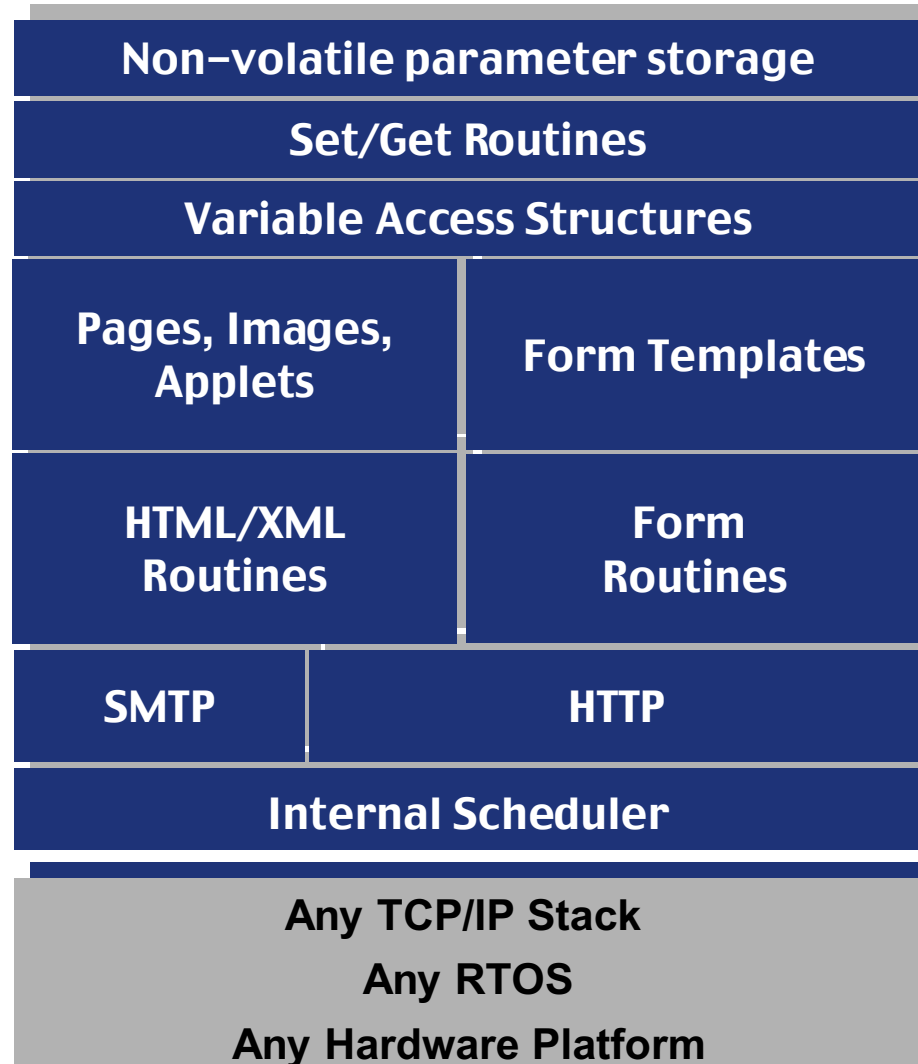 Non-volatile parameter storage
Set/Get Routines
Variable Access Structures
Pages, Images,
Applets
Form Templates
HTML/XML
Routines
Form
Routines
SMTP
HTTP
Internal Scheduler
Any TCP/IP Stack
Any RTOS
Any Hardware Platform